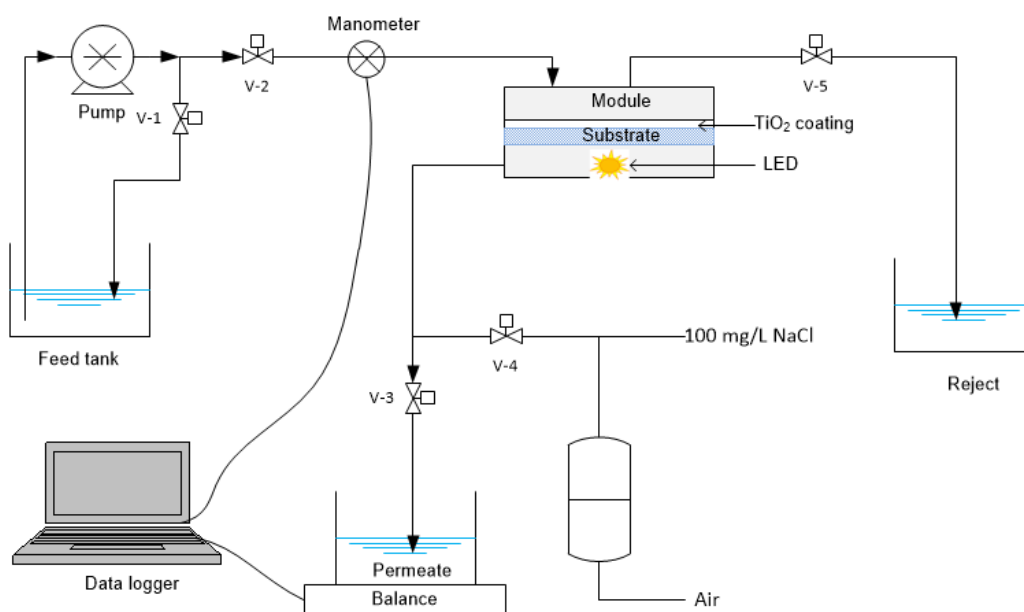 Manometer
Pump
V-1
V-2
V-5
Module
TiO₂ coating
Substrate
LED
Feed tank
100 mg/L NaCl
V-4
V-3
Reject
Data logger
Permeate
Balance
Air